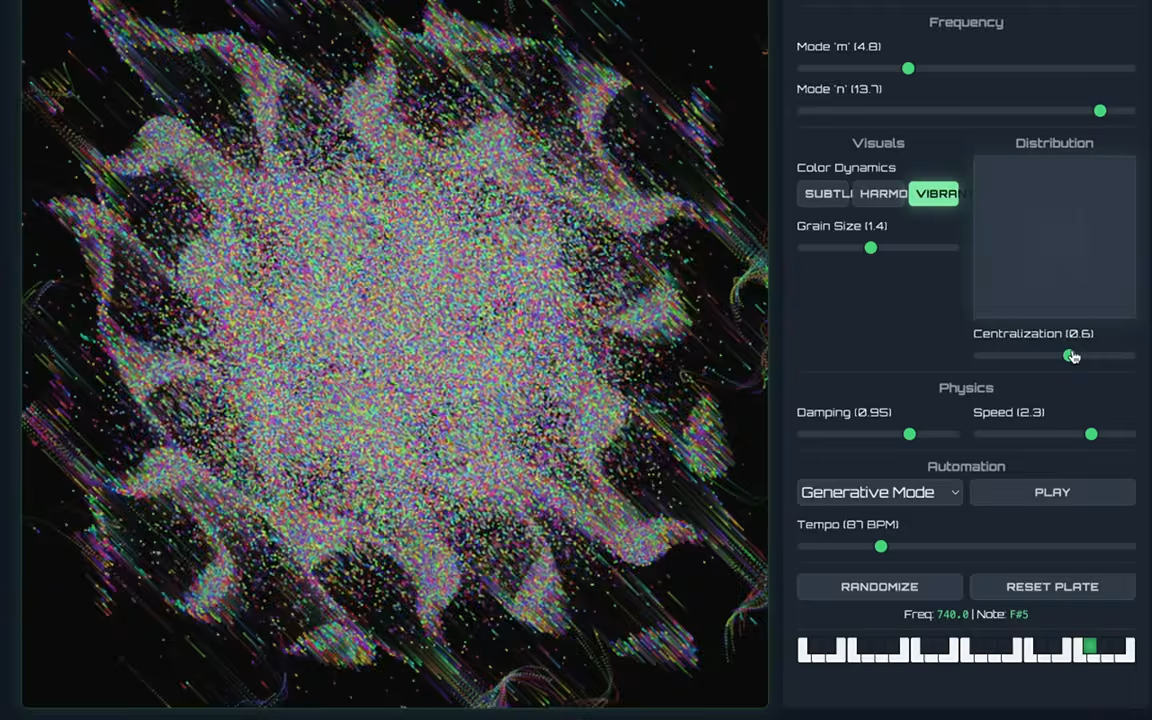 Frequency
Mode 'm' (4.8)
Mode 'n' (13.7)
Visuals
Distribution
Color Dynamics
SUBTL HARMO VIBRAN
Grain Size (1.4)
Centralization (0.6)
Physics
Damping (0.95) Speed (2.3)
Automation
Generative Mode PLAY
Tempo (87 BPM)
RANDOMIZE RESET PLATE
Freq: 740.0 | Note: F#5